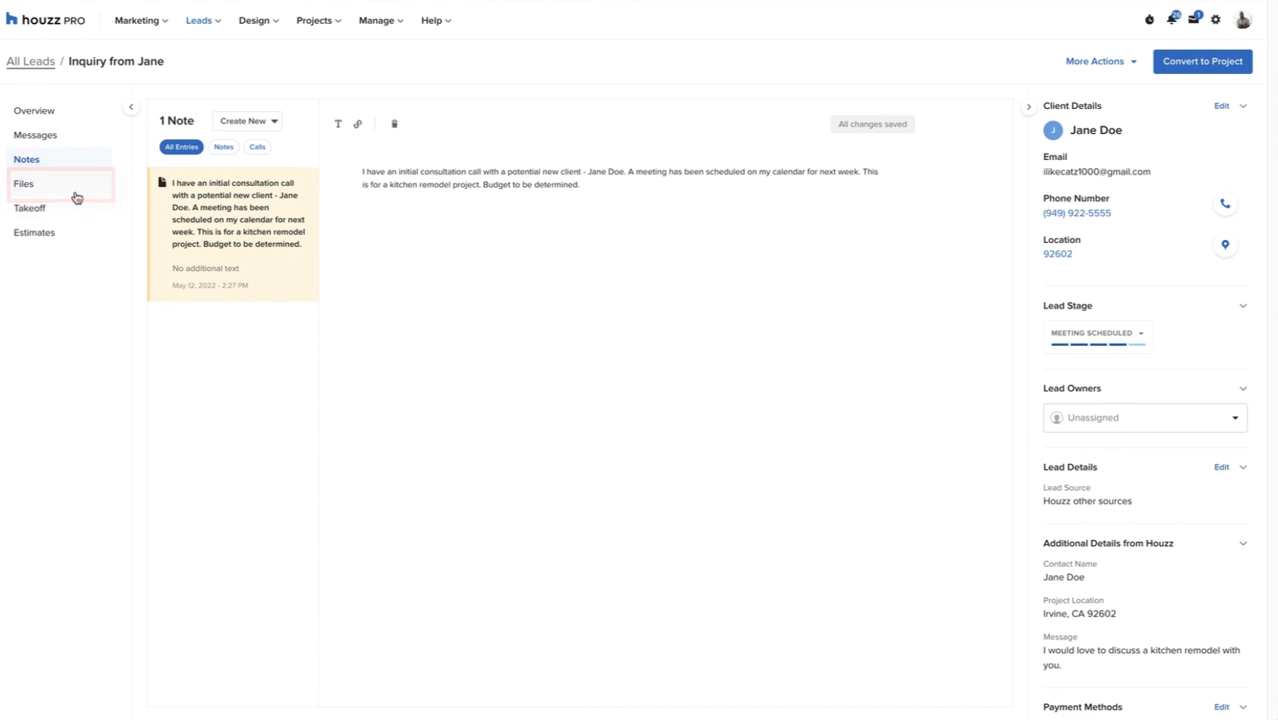 houzz PRO
Marketing
Leads
Design
Projects
Manage
Help
26
1
All Leads / Inquiry from Jane
More Actions
Convert to Project
Overview
Messages
Notes
Files
Takeoff
Estimates
1 Note
Create New
All Entries
Notes
Calls
I have an initial consultation call
with a potential new client - Jane
Doe. A meeting has been
scheduled on my calendar for next
week. This is for a kitchen remodel
project. Budget to be determined.
No additional text
May 12, 2022 - 2:27 PM
T
All changes saved
I have an initial consultation call with a potential new client - Jane Doe. A meeting has been scheduled on my calendar for next week. This
is for a kitchen remodel project. Budget to be determined.
Client Details
Edit
J
Jane Doe
Email
ilikecatz1000@gmail.com
Phone Number
(949) 922-5555
Location
92602
Lead Stage
MEETING SCHEDULED
Lead Owners
Unassigned
Lead Details
Edit
Lead Source
Houzz other sources
Additional Details from Houzz
Contact Name
Jane Doe
Project Location
Irvine, CA 92602
Message
I would love to discuss a kitchen remodel with
you.
Payment Methods
Edit